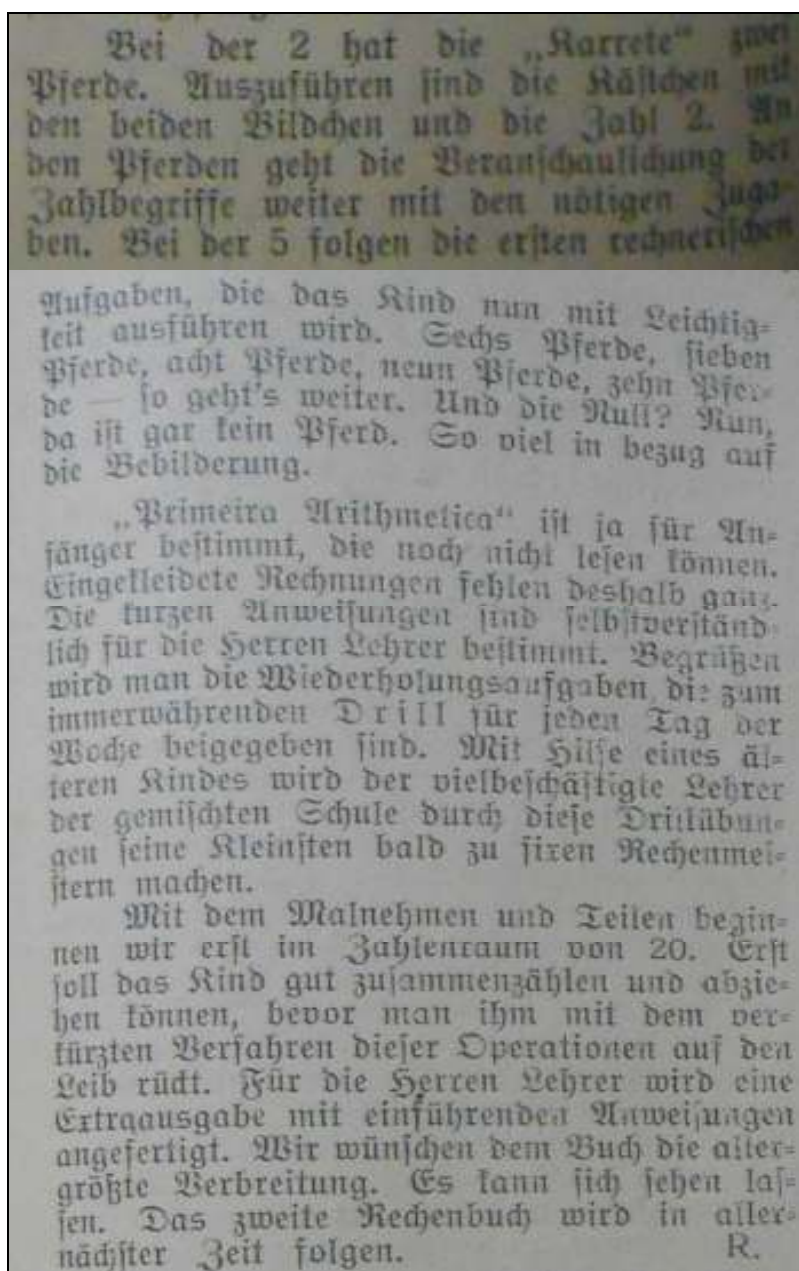 Bei der 2 hat die „Karrete“ zwei
Pferde. Auszuführen sind die Kästchen mit
den beiden Bildchen und die Zahl 2. An
den Pferden geht die Veranschaulichung der
Zahlbegriffe weiter mit den nötigen Zuga-
ben. Bei der 5 folgen die ersten rechnerischen
Aufgaben, die das Kind nun mit Leichtig-
keit ausführen wird. Sechs Pferde, sieben
Pferde, acht Pferde, neun Pferde, zehn Pfer-
de — so geht's weiter. Und die Null? Nun,
da ist gar kein Pferd. So viel in bezug auf
die Bebilderung.
„Primeira Arithmetica“ ist ja für An-
fänger bestimmt, die noch nicht lesen können.
Eingekleidete Rechnungen fehlen deshalb ganz.
Die kurzen Anweisungen sind selbstverständ-
lich für die Herren Lehrer bestimmt. Begrüßen
wird man die Wiederholungsaufgaben die zum
immerwährenden Drill für jeden Tag der
Woche beigegeben sind. Mit Hilfe eines äl-
teren Kindes wird der vielbeschäftigte Lehrer
der gemischten Schule durch diese Drillübun-
gen seine Kleinsten bald zu fixen Rechenmei-
stern machen.
Mit dem Malnehmen und Teilen begin-
nen wir erst im Zahlenraum von 20. Erst
soll das Kind gut zusammenzählen und abzie-
hen können, bevor man ihm mit dem ver-
kürzten Verfahren dieser Operationen auf den
Leib rückt. Für die Herren Lehrer wird eine
Extraausgabe mit einführenden Anweisungen
angefertigt. Wir wünschen dem Buch die aller-
größte Verbreitung. Es kann sich sehen las-
sen. Das zweite Rechenbuch wird in aller-
nächster Zeit folgen. R.